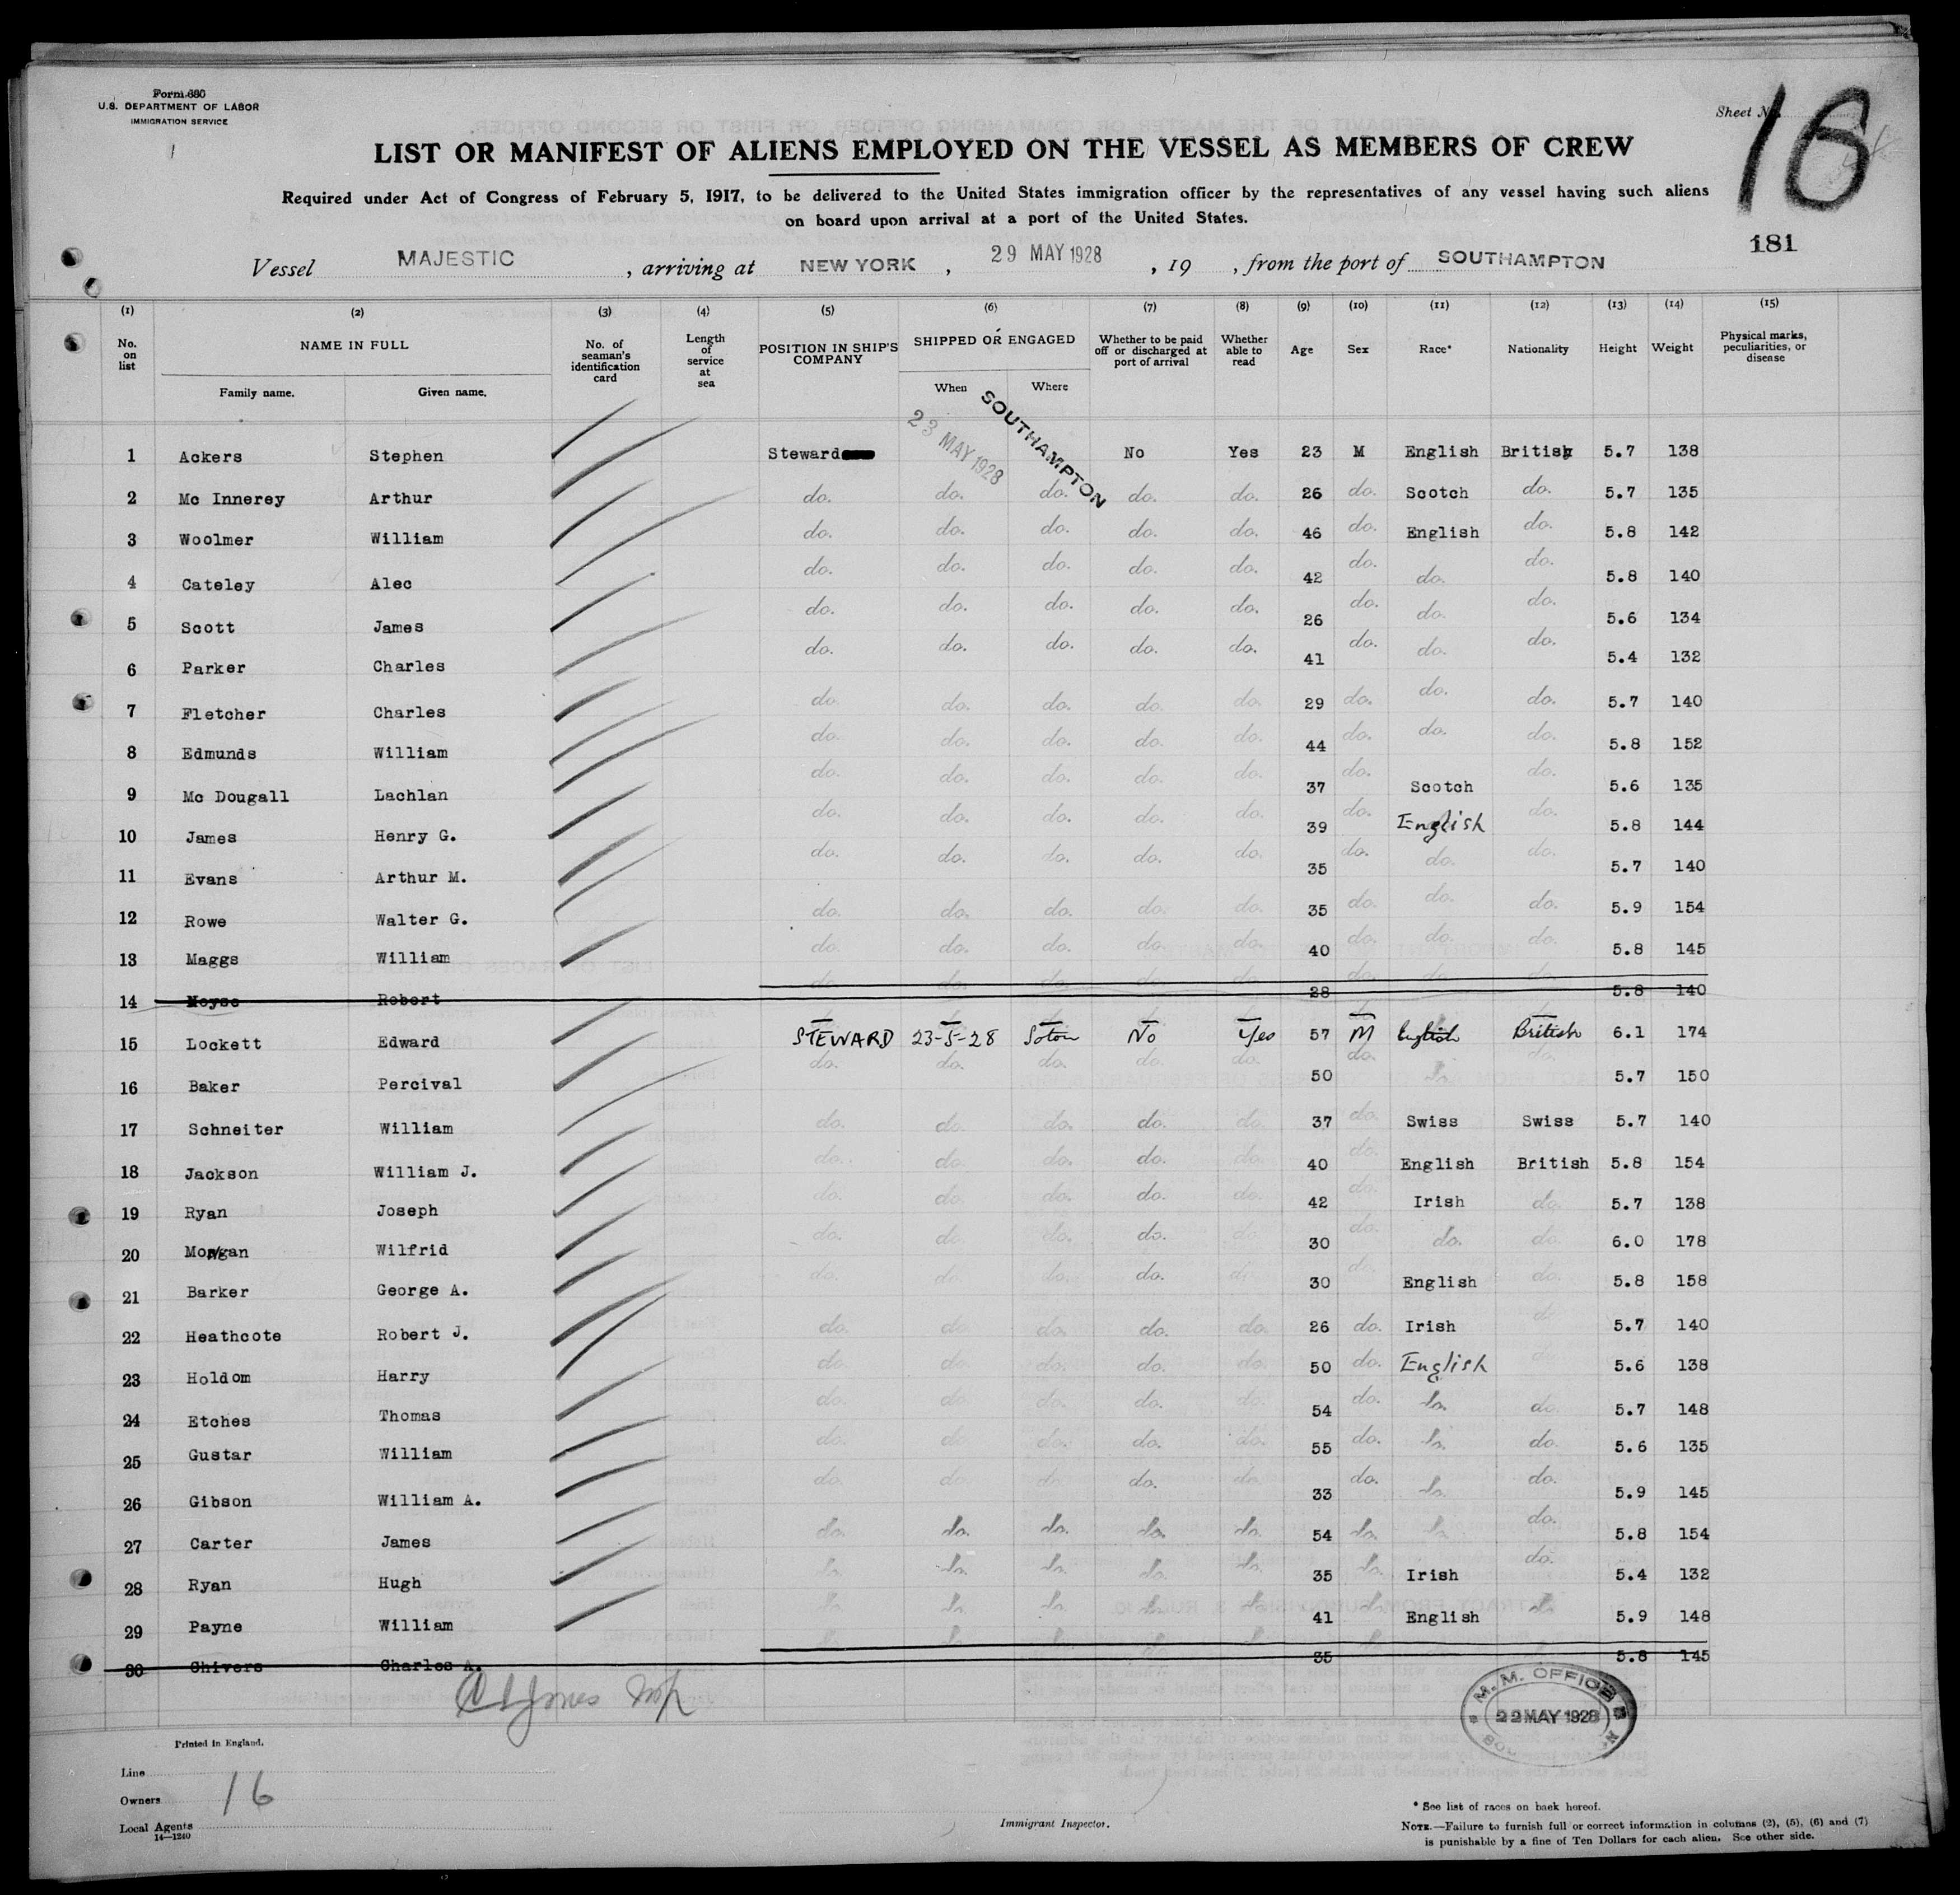 Form 680
U.S. DEPARTMENT OF LABOR
IMMIGRATION SERVICE
Sheet No. 16
LIST OR MANIFEST OF ALIENS EMPLOYED ON THE VESSEL AS MEMBERS OF CREW
Required under Act of Congress of February 5, 1917, to be delivered to the United States immigration officer by the representatives of any vessel having such aliens
on board upon arrival at a port of the United States.
181
Vessel MAJESTIC, arriving at NEW YORK, 29 MAY 1928, 19 , from the port of SOUTHAMPTON
(1) (2) (3) (4) (5) (6) (7) (8) (9) (10) (11) (12) (13) (14) (15)
No. on list NAME IN FULL No. of seaman's identification card Length of service at sea POSITION IN SHIP'S COMPANY SHIPPED OR ENGAGED Whether to be paid off or discharged at port of arrival Whether able to read Age Sex Race* Nationality Height Weight Physical marks, peculiarities, or disease
Family name. Given name. When Where
23 MAY 1928 SOUTHAMPTON
1 Ackers Stephen Steward No Yes 23 M English British 5.7 138
2 Mc Innerey Arthur do. do. do. do. do. 26 do. Scotch do. 5.7 135
3 Woolmer William do. do. do. do. do. 46 do. English do. 5.8 142
4 Cateley Alec do. do. do. do. do. 42 do. do. do. 5.8 140
5 Scott James do. do. do. do. do. 26 do. do. do. 5.6 134
6 Parker Charles do. do. do. do. do. 41 do. do. do. 5.4 132
7 Fletcher Charles do. do. do. do. do. 29 do. do. do. 5.7 140
8 Edmunds William do. do. do. do. do. 44 do. do. do. 5.8 152
9 Mc Dougall Lachlan do. do. do. do. do. 37 do. Scotch do. 5.6 135
10 James Henry G. do. do. do. do. do. 39 do. English do. 5.8 144
11 Evans Arthur M. do. do. do. do. do. 35 do. do. do. 5.7 140
12 Rowe Walter G. do. do. do. do. do. 35 do. do. do. 5.9 154
13 Maggs William do. do. do. do. do. 40 do. do. do. 5.8 145
14 Moyse Robert do. do. do. do. do. 28 do. do. do. 5.8 140
15 Lockett Edward STEWARD 23-5-28 Soton No Yes 57 M English British 6.1 174
16 Baker Percival do. do. do. do. do. 50 do. do. do. 5.7 150
17 Schneiter William do. do. do. do. do. 37 do. Swiss Swiss 5.7 140
18 Jackson William J. do. do. do. do. do. 40 do. English British 5.8 154
19 Ryan Joseph do. do. do. do. do. 42 do. Irish do. 5.7 138
20 Morgan Wilfrid do. do. do. do. do. 30 do. do. do. 6.0 178
21 Barker George A. do. do. do. do. do. 30 do. English do. 5.8 158
22 Heathcote Robert J. do. do. do. do. do. 26 do. Irish do. 5.7 140
23 Holdom Harry do. do. do. do. do. 50 do. English do. 5.6 138
24 Etches Thomas do. do. do. do. do. 54 do. do. do. 5.7 148
25 Gustar William do. do. do. do. do. 55 do. do. do. 5.6 135
26 Gibson William A. do. do. do. do. do. 33 do. do. do. 5.9 145
27 Carter James do. do. do. do. do. 54 do. do. do. 5.8 154
28 Ryan Hugh do. do. do. do. do. 35 do. Irish do. 5.4 132
29 Payne William do. do. do. do. do. 41 do. English do. 5.9 148
30 Chivers Charles A. do. do. do. do. do. 35 do. do. do. 5.8 145
M. M. OFFICE
22 MAY 1928
Printed in England.
Line
Owners 16
Local Agents
14—1240
Immigrant Inspector.
* See list of races on back hereof.
NOTE.—Failure to furnish full or correct information in columns (2), (5), (6) and (7)
is punishable by a fine of Ten Dollars for each alien. See other side.